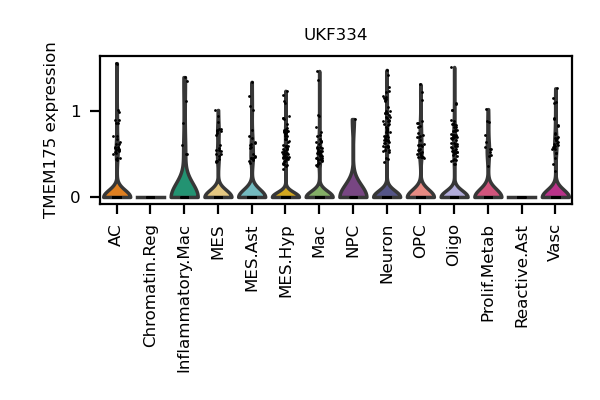 UKF334
TMEM175 expression
1
0
AC
Chromatin.Reg
Inflammatory.Mac
MES
MES.Ast
MES.Hyp
Mac
NPC
Neuron
OPC
Oligo
Prolif.Metab
Reactive.Ast
Vasc